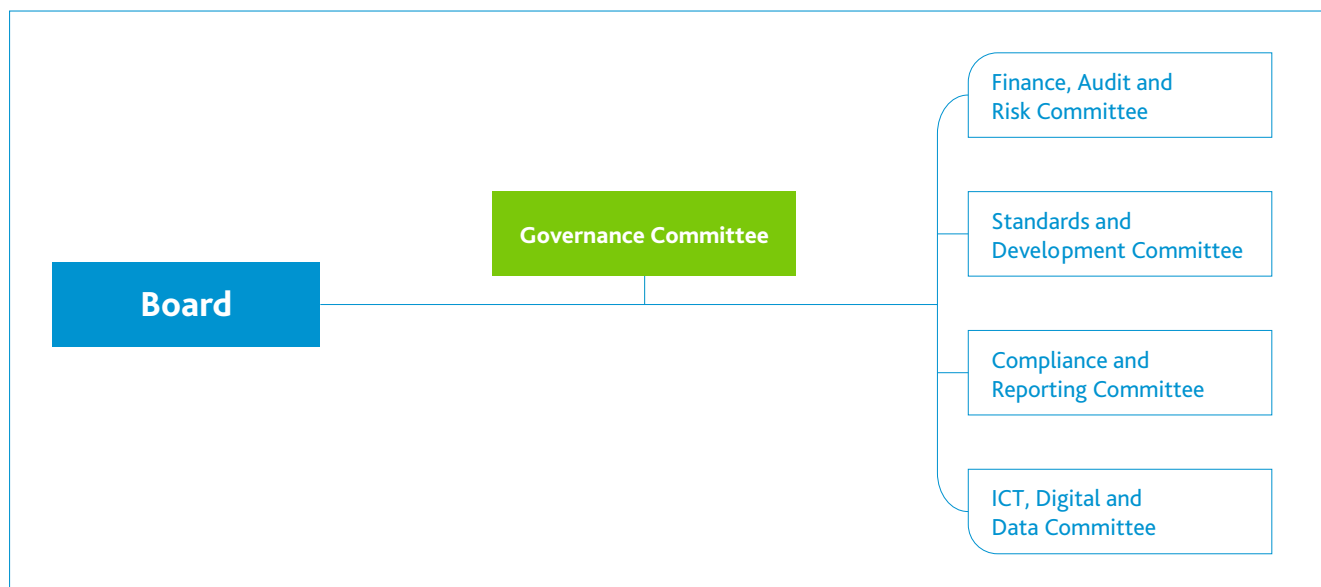 Board
Governance Committee
Finance, Audit and
Risk Committee
Standards and
Development Committee
Compliance and
Reporting Committee
ICT, Digital and
Data Committee